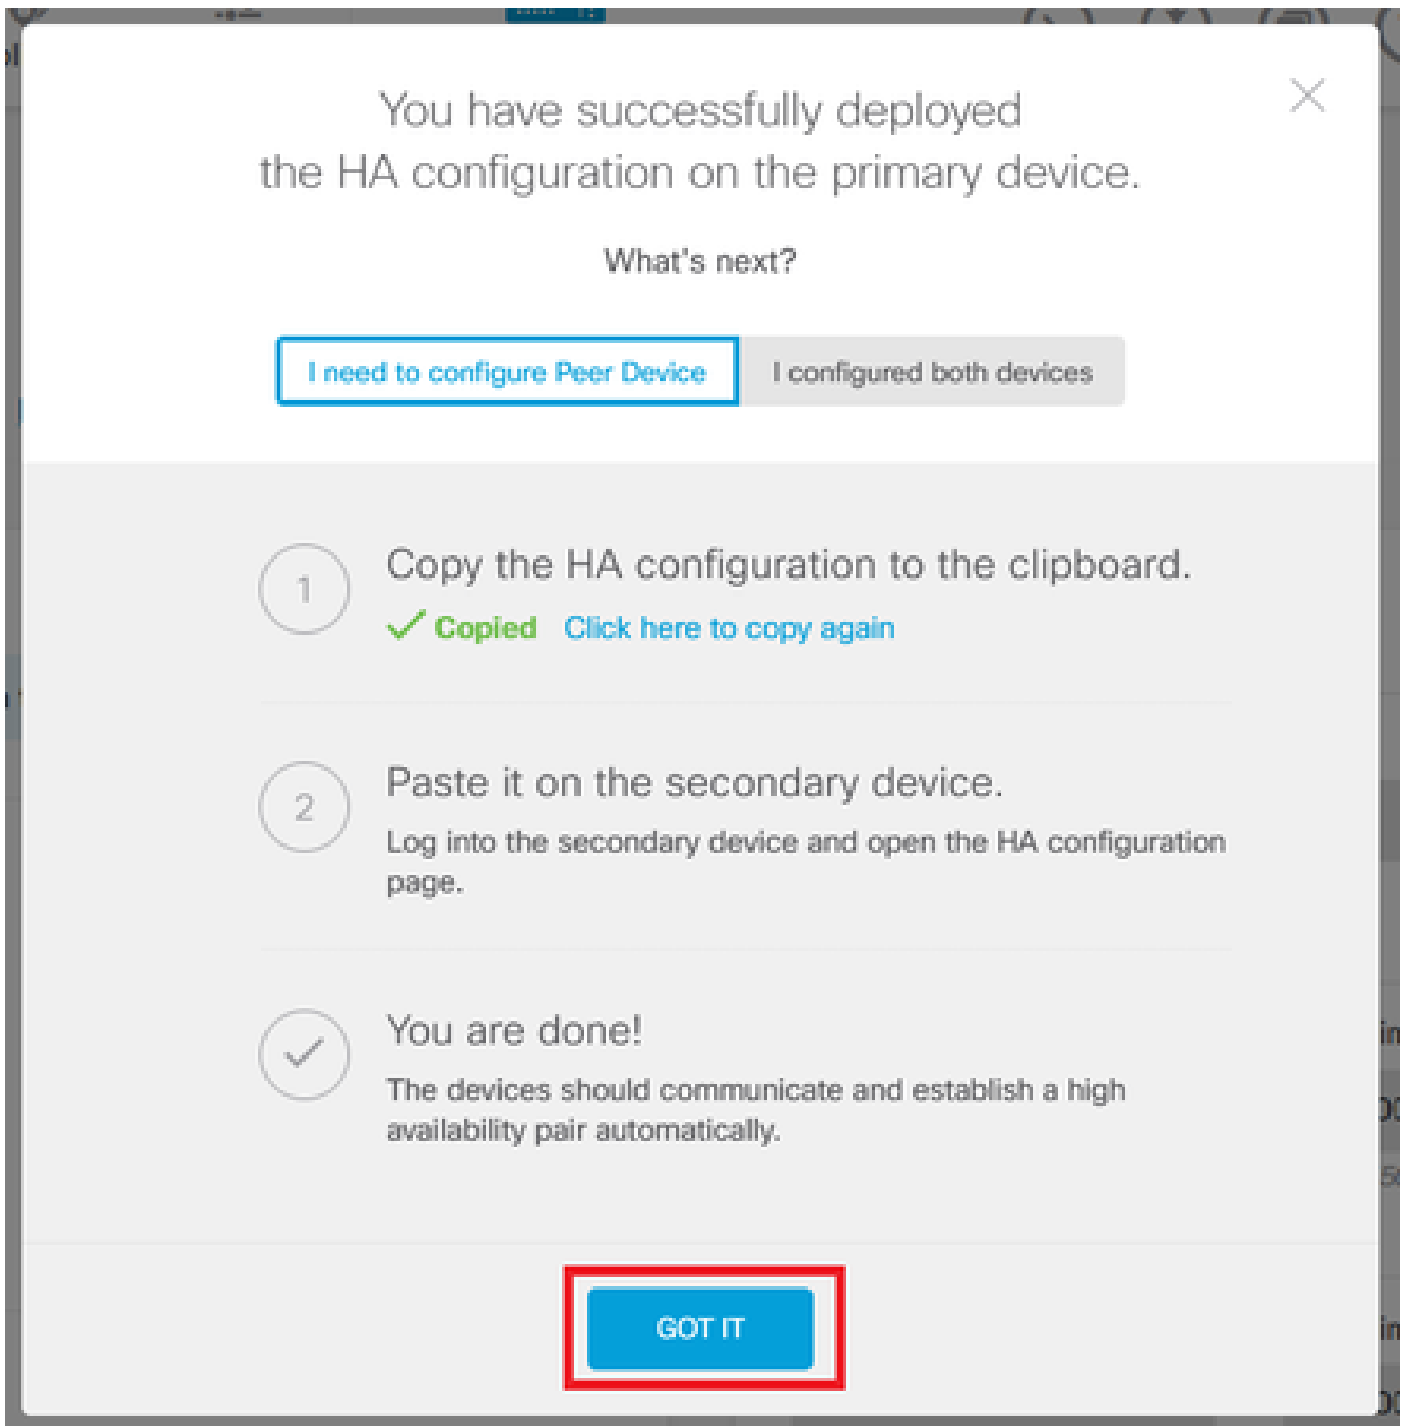 You have successfully deployed
the HA configuration on the primary device.
What's next?
I need to configure Peer Device
I configured both devices
1
Copy the HA configuration to the clipboard.
Copied Click here to copy again
2
Paste it on the secondary device.
Log into the secondary device and open the HA configuration
page.
You are done!
The devices should communicate and establish a high
availability pair automatically.
GOT IT